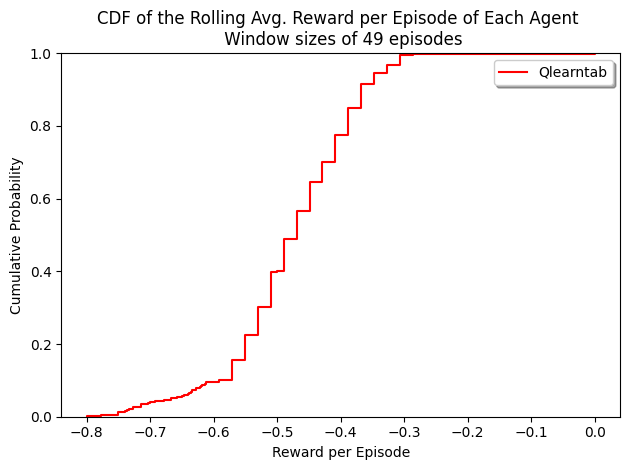 CDF of the Rolling Avg. Reward per Episode of Each Agent
Window sizes of 49 episodes
Qlearntab
Cumulative Probability
1.0
0.8
0.6
0.4
0.2
0.0
−0.8 −0.7 −0.6 −0.5 −0.4 −0.3 −0.2 −0.1 0.0
Reward per Episode